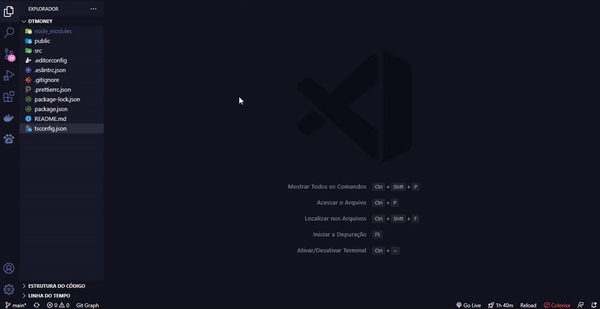 EXPLORADOR
DTMONEY
node_modules
public
src
.editorconfig
.eslintrc.json
.gitignore
.prettierrc.json
package-lock.json
package.json
README.md
tsconfig.json
Mostrar Todos os Comandos Ctrl + Shift + P
Acessar o Arquivo Ctrl + P
Localizar nos Arquivos Ctrl + Shift + F
Iniciar a Depuração F5
Ativar/Desativar Terminal Ctrl +
ESTRUTURA DO CÓDIGO
LINHA DO TEMPO
main* 0 0 Git Graph
Go Live 1h 40m Reload Colorize